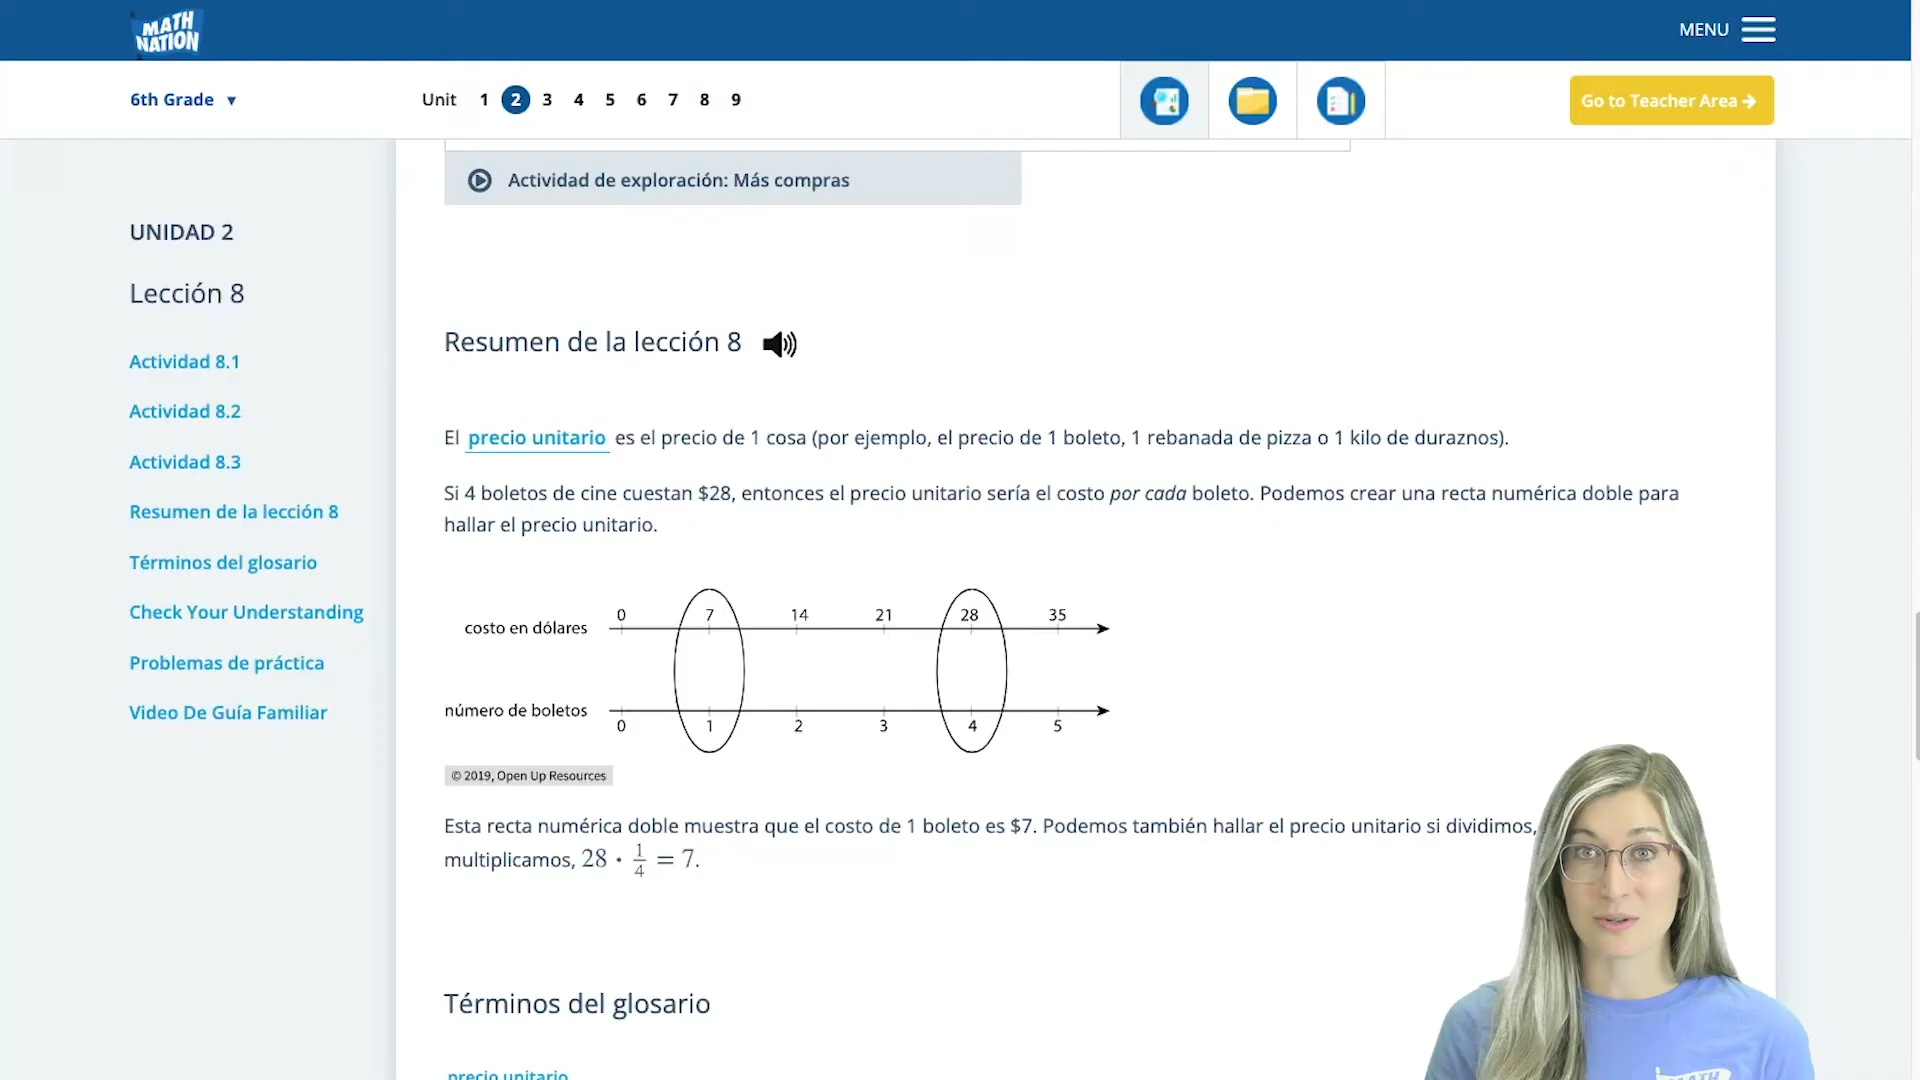 MATH
NATION
MENU
6th Grade ▼
Unit 1 2 3 4 5 6 7 8 9
Go to Teacher Area →
Actividad de exploración: Más compras
UNIDAD 2
Lección 8
Actividad 8.1
Actividad 8.2
Actividad 8.3
Resumen de la lección 8
Términos del glosario
Check Your Understanding
Problemas de práctica
Video De Guía Familiar
Resumen de la lección 8
El precio unitario es el precio de 1 cosa (por ejemplo, el precio de 1 boleto, 1 rebanada de pizza o 1 kilo de duraznos).
Si 4 boletos de cine cuestan $28, entonces el precio unitario sería el costo por cada boleto. Podemos crear una recta numérica doble para
hallar el precio unitario.
0 7 14 21 28 35
costo en dólares
número de boletos
0 1 2 3 4 5
© 2019, Open Up Resources
Esta recta numérica doble muestra que el costo de 1 boleto es $7. Podemos también hallar el precio unitario si dividimos,
multiplicamos, 28 · 1/4 = 7.
Términos del glosario
precio unitario
MATH